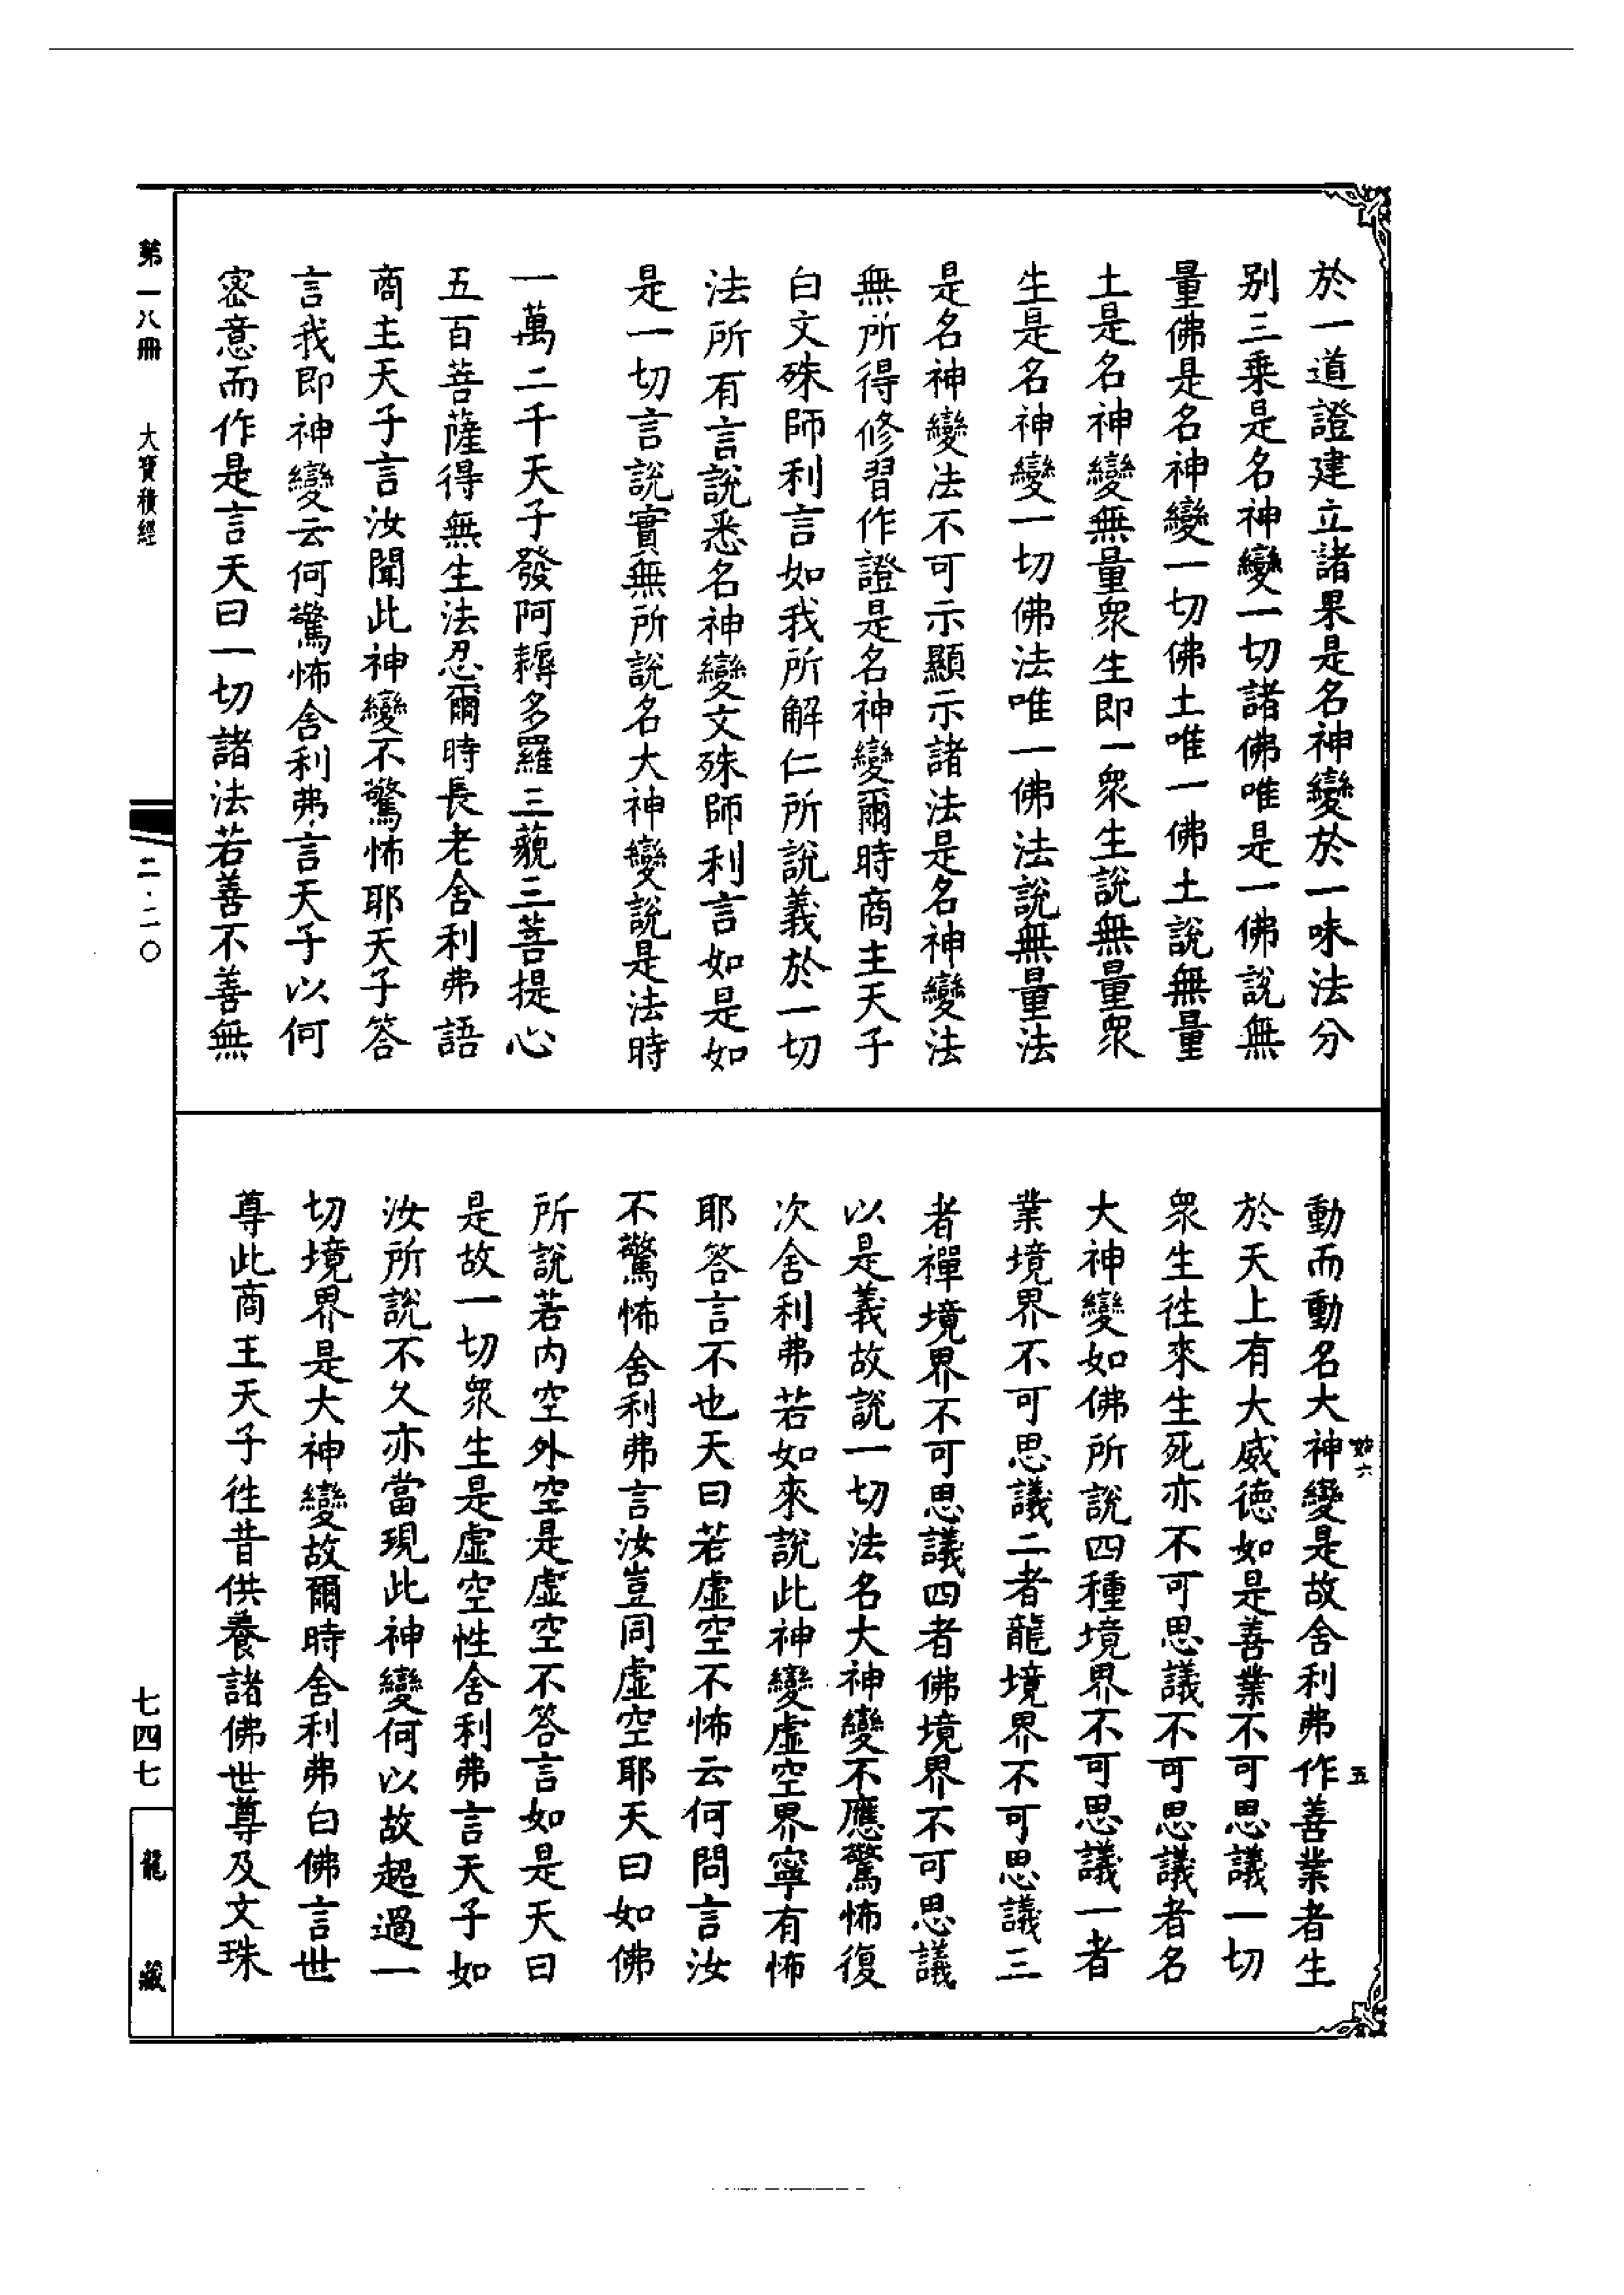 於一道證建立諸果是名神變於一味法分
別三乗是名神變一切諸佛唯是一佛說無
量佛是名神變一切佛土唯一佛土說無量
土是名神變無量衆生即一衆生說無量衆
生是名神變一切佛法唯一佛法說無量法
是名神變法不可示顯示諸法是名神變法
無所得修習作證是名神變爾時商主天子
白文殊師利言如我所解仁所說義於一切
法所有言說悉名神變文殊師利言如是如
是一切言說實無所說名大神變說是法時
一萬二千天子發阿耨多羅三藐三菩提心
五百菩薩得無生法忍爾時長老舍利弗語
商主天子言汝聞此神變不驚怖耶天子答
言我即神變云何驚怖舍利弗言天子以何
密意而作是言天曰一切諸法若善不善無
動而動名大神變是故舍利弗作善業者生
於天上有大威德如是善業不可思議一切
衆生往來生死亦不可思議不可思議者名
大神變如佛所說四種境界不可思議一者
業境界不可思議二者龍境界不可思議三
者禪境界不可思議四者佛境界不可思議
以是義故說一切法名大神變不應驚怖復
次舍利弗若如來說此神變虛空界寧有怖
耶答言不也天曰若虛空不怖云何問言汝
不驚怖舍利弗言汝豈同虛空耶天曰如佛
所說若内空外空是虛空不答言如是天曰
是故一切衆生是虛空性舍利弗言天子如
汝所說不久亦當現此神變何以故超過一
切境界是大神變故爾時舍利弗白佛言世
尊此商王天子往昔供養諸佛世尊及文珠
始六
五
第一八冊 大寶積經
二·二〇
七四七
龍藏